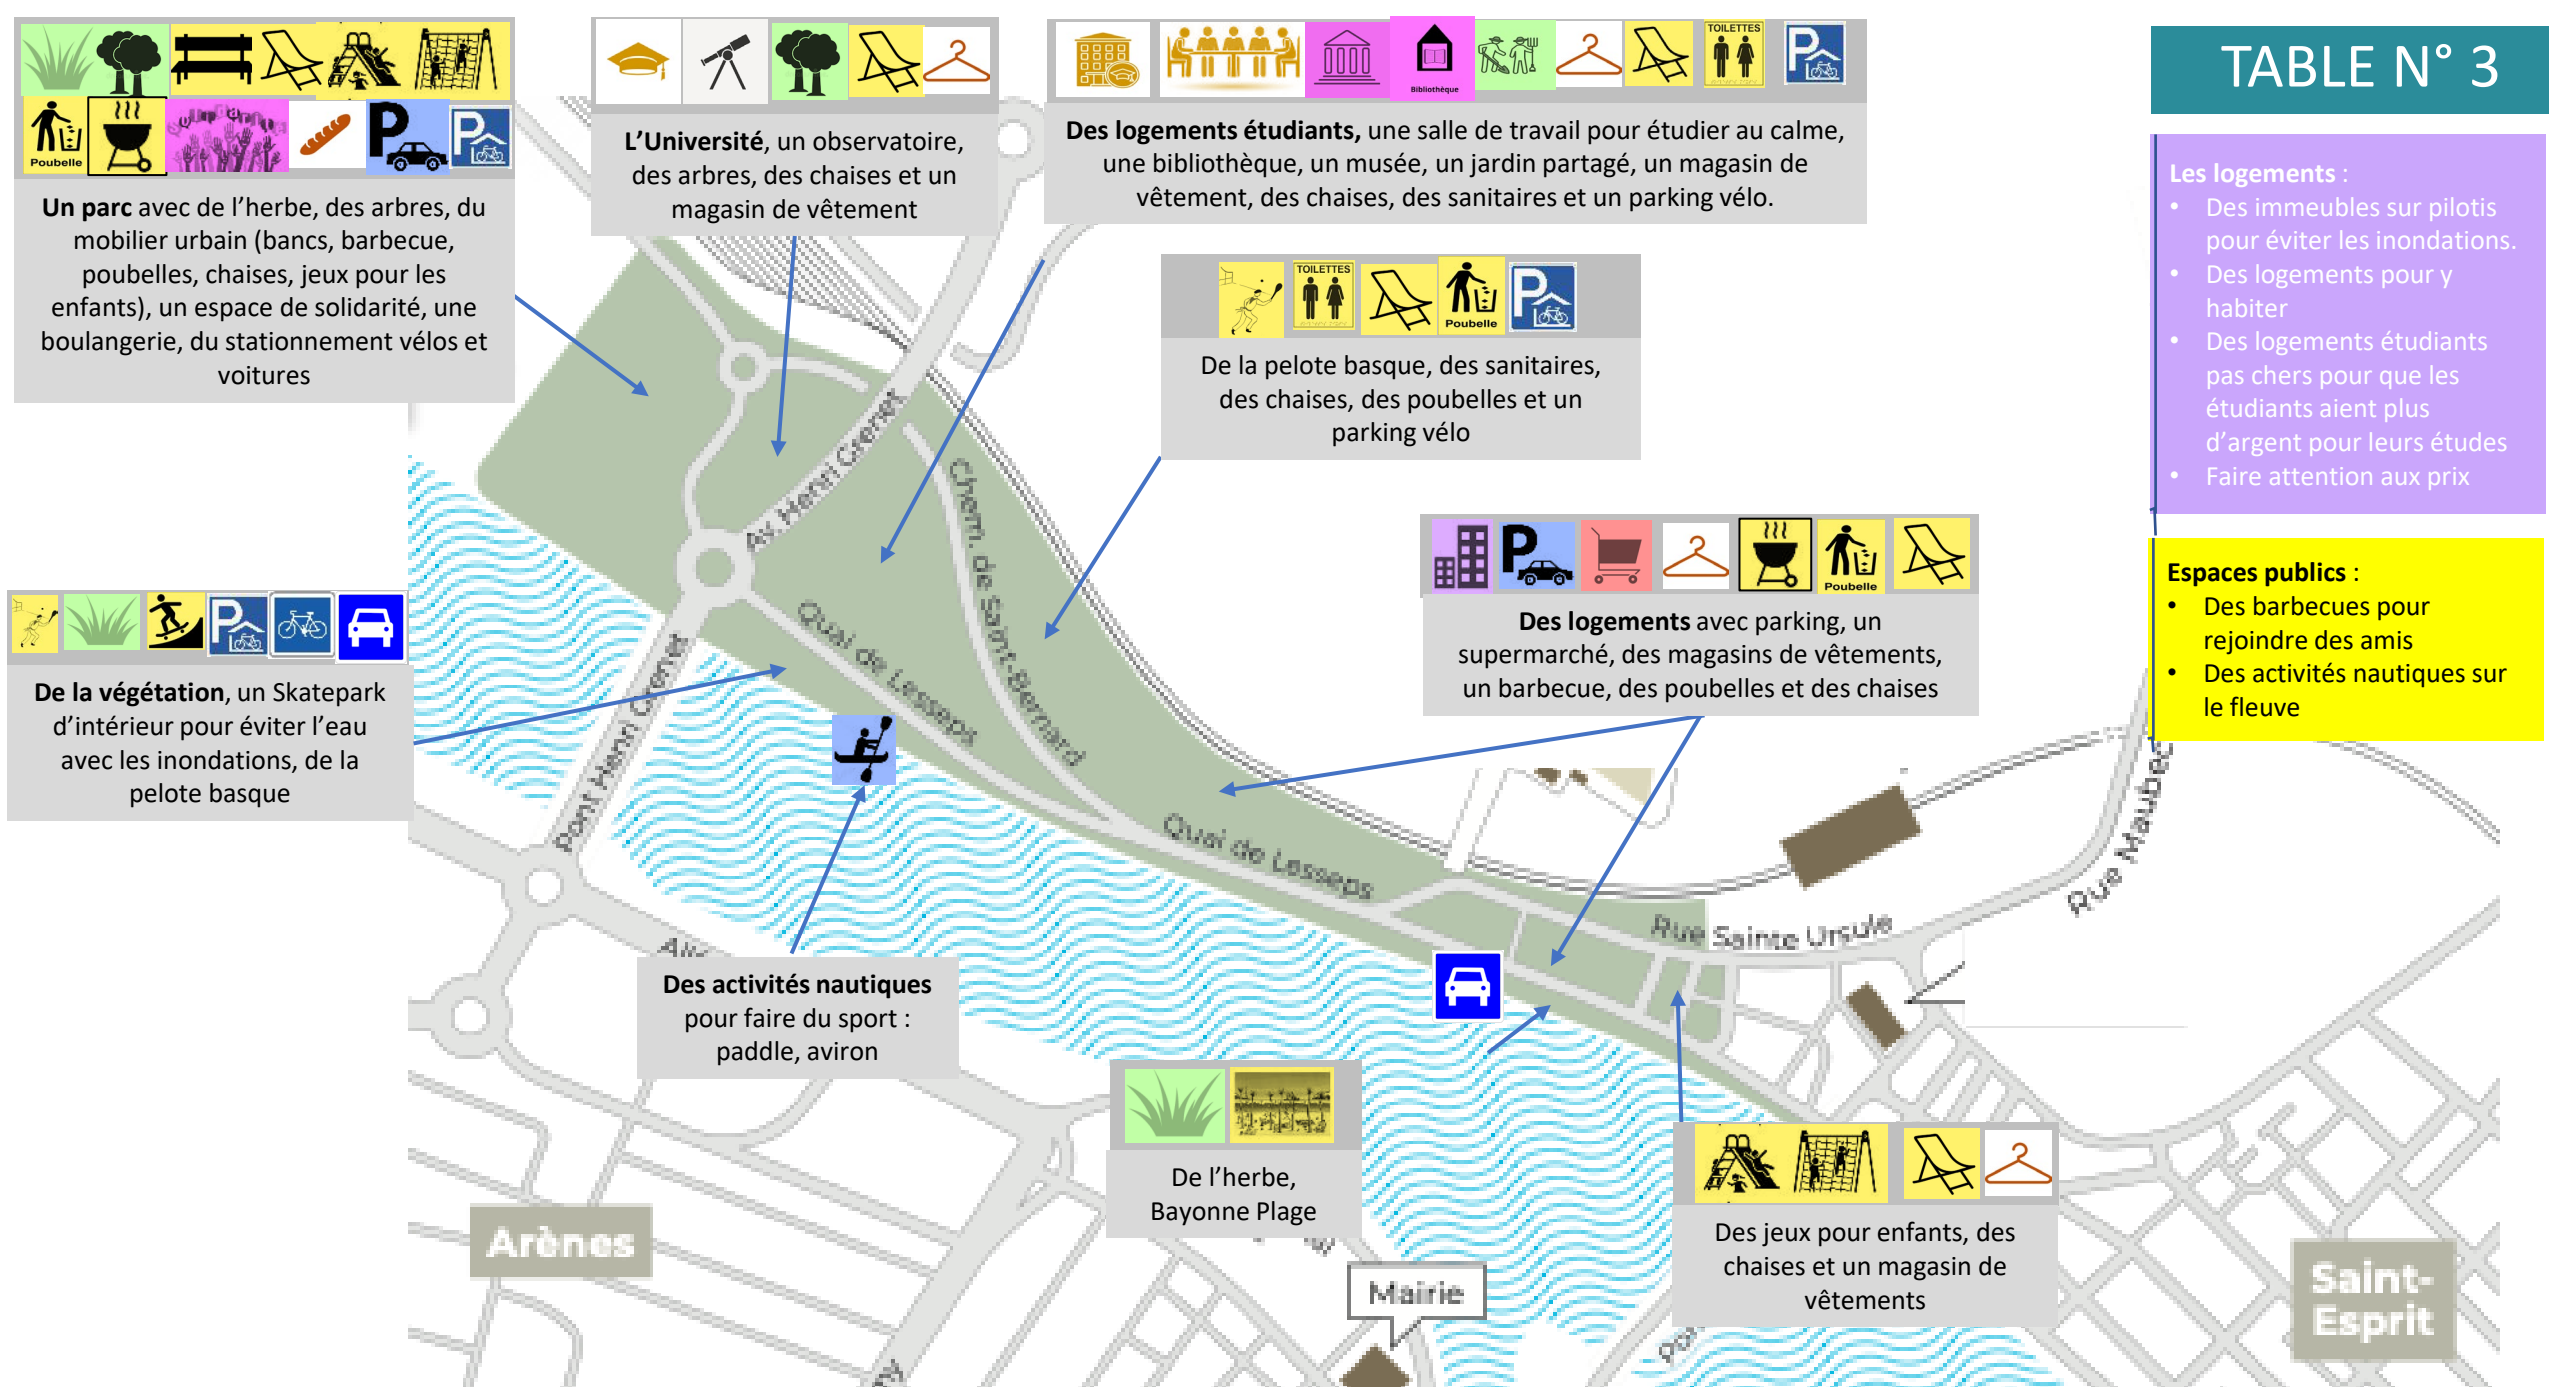 TABLE N° 3
Poubelle
Un parc avec de l'herbe, des arbres, du
mobilier urbain (bancs, barbecue,
poubelles, chaises, jeux pour les
enfants), un espace de solidarité, une
boulangerie, du stationnement vélos et
voitures
L'Université, un observatoire,
des arbres, des chaises et un
magasin de vêtement
Bibliothèque
TOILETTES
Des logements étudiants, une salle de travail pour étudier au calme,
une bibliothèque, un musée, un jardin partagé, un magasin de
vêtement, des chaises, des sanitaires et un parking vélo.
TOILETTES
Poubelle
De la pelote basque, des sanitaires,
des chaises, des poubelles et un
parking vélo
Les logements :
• Des immeubles sur pilotis
pour éviter les inondations.
• Des logements pour y
habiter
• Des logements étudiants
pas chers pour que les
étudiants aient plus
d'argent pour leurs études
• Faire attention aux prix
Espaces publics :
• Des barbecues pour
rejoindre des amis
• Des activités nautiques sur
le fleuve
Poubelle
Des logements avec parking, un
supermarché, des magasins de vêtements,
un barbecue, des poubelles et des chaises
De la végétation, un Skatepark
d'intérieur pour éviter l'eau
avec les inondations, de la
pelote basque
Av. Henri Grenet
Chem. de Saint-Bernard
Quai de Lesseps
Pont Henri Grenet
Quai de Lesseps
Rue Sainte Ursule
Rue Maubec
Des activités nautiques
pour faire du sport :
paddle, aviron
De l'herbe,
Bayonne Plage
Des jeux pour enfants, des
chaises et un magasin de
vêtements
Arènes
Mairie
Saint-
Esprit